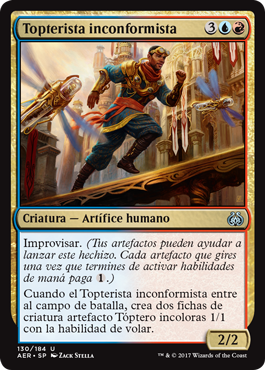 Topterista inconformista 3
Criatura — Artífice humano
Improvisar. (Tus artefactos pueden ayudar a
lanzar este hechizo. Cada artefacto que gires
una vez que termines de activar habilidades
de maná paga 1.)
Cuando el Topterista inconformista entre
al campo de batalla, crea dos fichas de
criatura artefacto Tóptero incoloras 1/1
con la habilidad de volar.
2/2
130/184 U
AER • SP ZACK STELLA
™ & © 2017 Wizards of the Coast